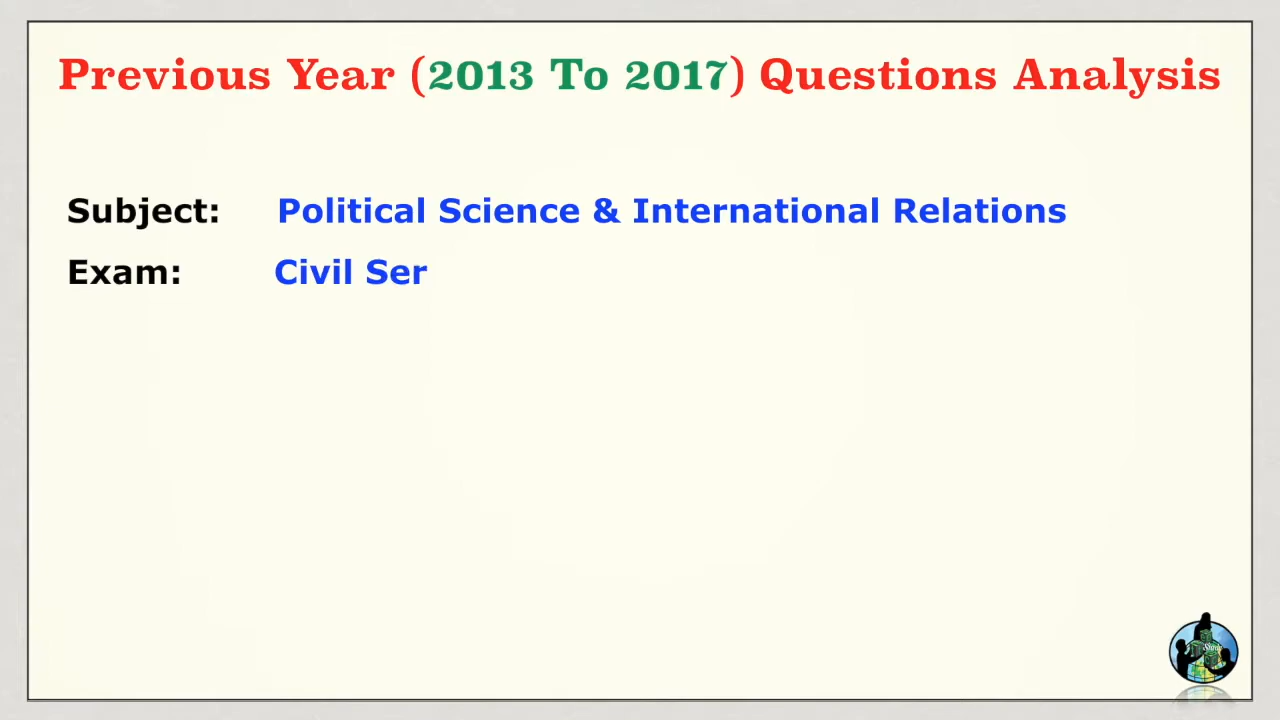 Previous Year (2013 To 2017) Questions Analysis
Subject: Political Science & International Relations
Exam: Civil Ser